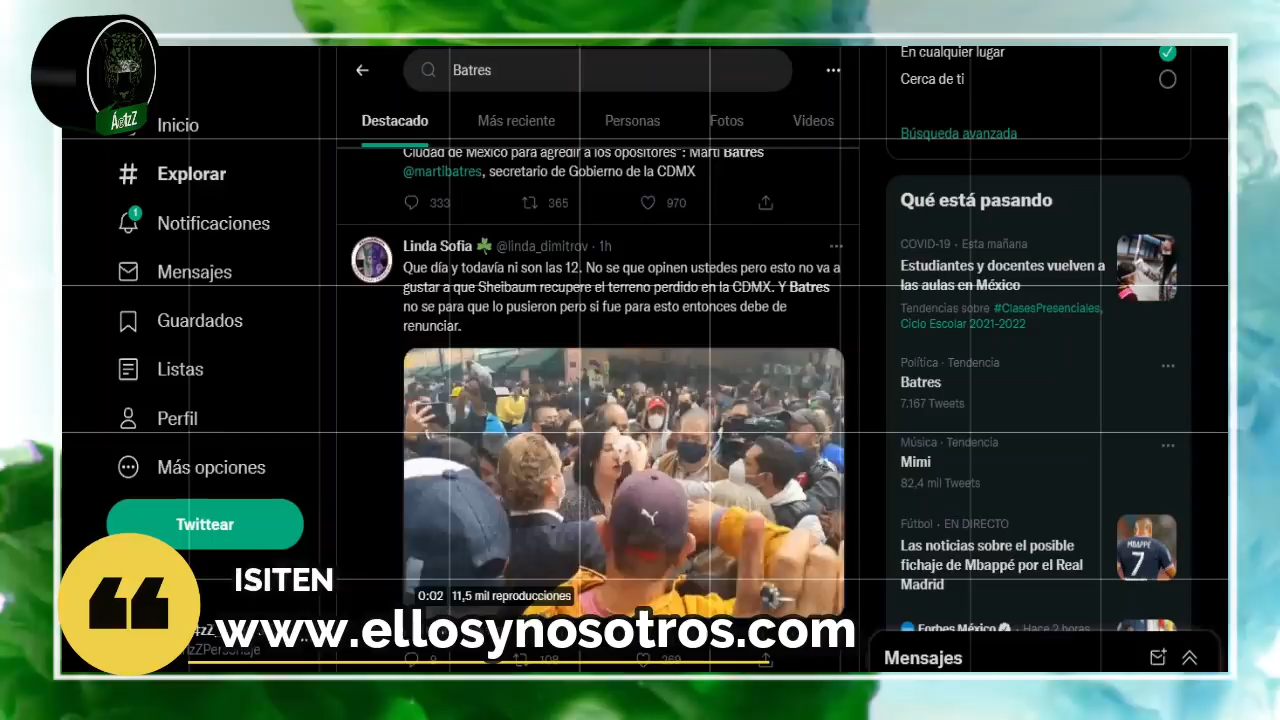 ÁctzZ
Inicio
Explorar
1
Notificaciones
Mensajes
Guardados
Listas
Perfil
Más opciones
Twittear
Batres
Destacado
Más reciente
Personas
Fotos
Videos
Ciudad de México para agredir a los opositores": Martí Batres
@martibatres, secretario de Gobierno de la CDMX
333
365
970
Linda Sofia @linda_dimitrov · 1h
Que día y todavía ni son las 12. No se que opinen ustedes pero esto no va a
gustar a que Sheibaum recupere el terreno perdido en la CDMX. Y Batres
no se para que lo pusieron pero si fue para esto entonces debe de
renunciar.
0:02 11,5 mil reproducciones
ISITEN
www.ellosynosotros.com
9
108
269
En cualquier lugar
Cerca de ti
Búsqueda avanzada
Qué está pasando
COVID-19 · Esta mañana
Estudiantes y docentes vuelven a
las aulas en México
Tendencias sobre #ClasesPresenciales,
Ciclo Escolar 2021-2022
Política · Tendencia
Batres
7.167 Tweets
Música · Tendencia
Mimi
82,4 mil Tweets
Fútbol · EN DIRECTO
Las noticias sobre el posible
fichaje de Mbappé por el Real
Madrid
MBAPPÉ
7
Forbes México · Hace 2 horas
Mensajes